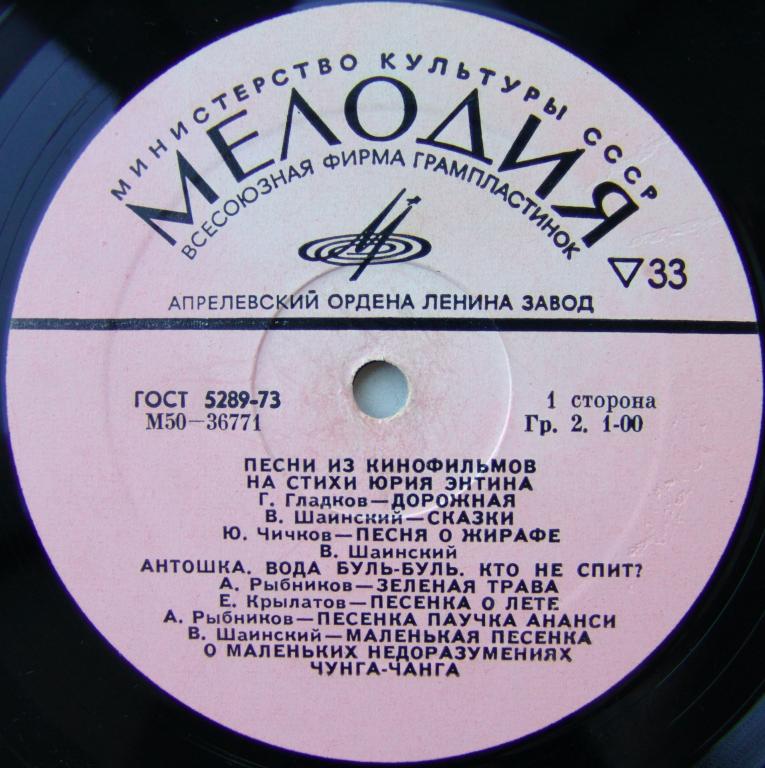 МИНИСТЕРСТВО КУЛЬТУРЫ СССР
МЕЛОДИЯ
ВСЕСОЮЗНАЯ ФИРМА ГРАМПЛАСТИНОК
▽33
АПРЕЛЕВСКИЙ ОРДЕНА ЛЕНИНА ЗАВОД
ГОСТ 5289-73
М50—36771
1 сторона
Гр. 2. 1-00
ПЕСНИ ИЗ КИНОФИЛЬМОВ
НА СТИХИ ЮРИЯ ЭНТИНА
Г. Гладков—ДОРОЖНАЯ
В. Шаинский—СКАЗКИ
Ю. Чичков—ПЕСНЯ О ЖИРАФЕ
В. Шаинский
АНТОШКА. ВОДА БУЛЬ-БУЛЬ. КТО НЕ СПИТ?
А. Рыбников—ЗЕЛЕНАЯ ТРАВА
Е. Крылатов—ПЕСЕНКА О ЛЕТЕ
А. Рыбников—ПЕСЕНКА ПАУЧКА АНАНСИ
В. Шаинский—МАЛЕНЬКАЯ ПЕСЕНКА
О МАЛЕНЬКИХ НЕДОРАЗУМЕНИЯХ
ЧУНГА-ЧАНГА